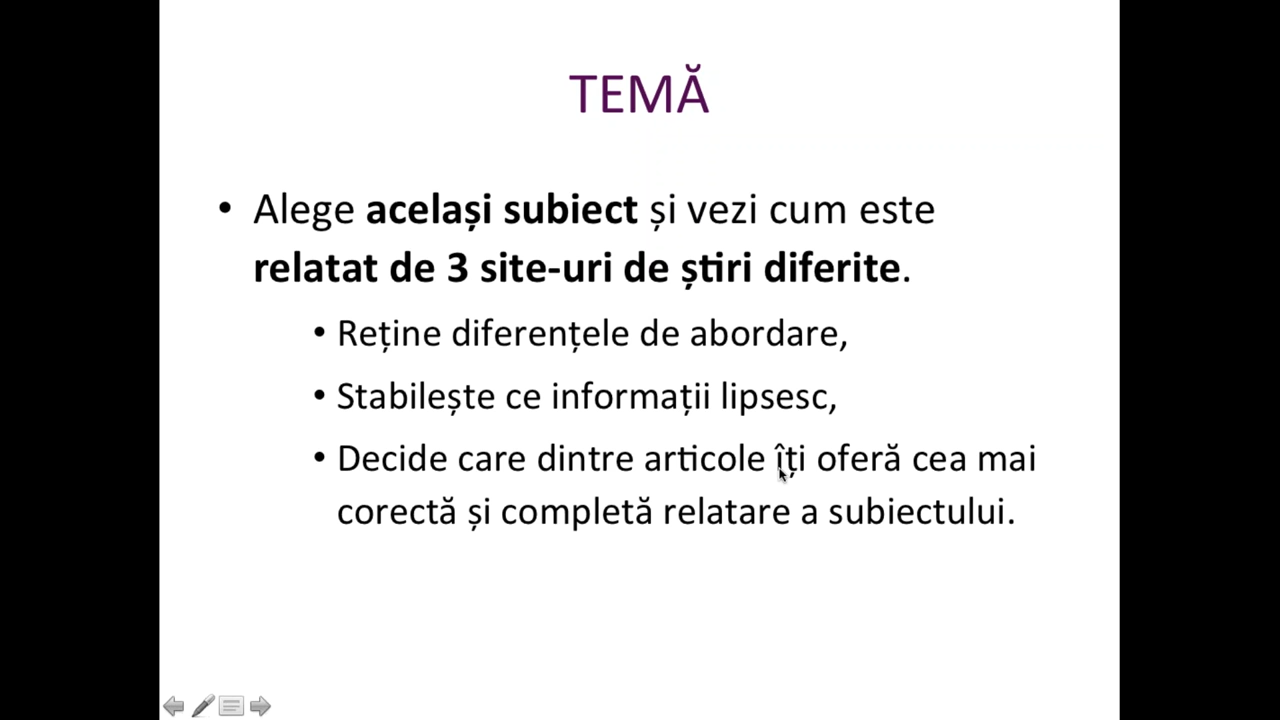 TEMĂ
• Alege același subiect și vezi cum este
relatat de 3 site-uri de știri diferite.
• Reține diferențele de abordare,
• Stabilește ce informații lipsesc,
• Decide care dintre articole îți oferă cea mai
corectă și completă relatare a subiectului.